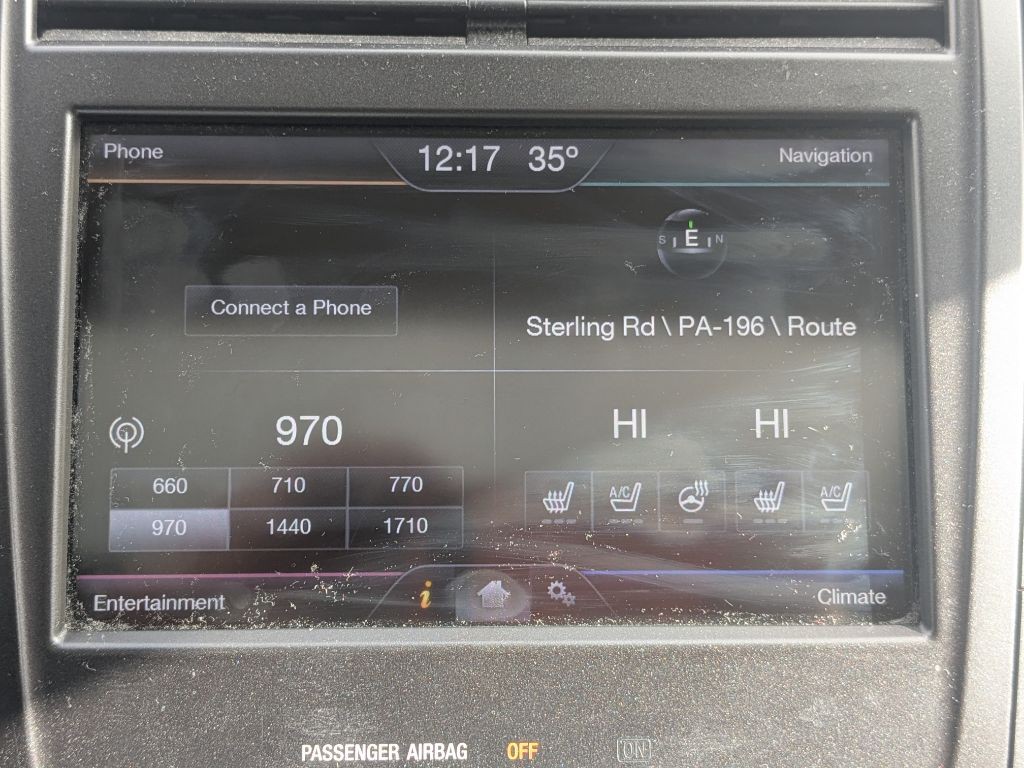 Phone
12:17 35º
Navigation
S E N
Connect a Phone
Sterling Rd \ PA-196 \ Route
970
660 710 770
970 1440 1710
HI HI
A/C A/C
Entertainment
i
Climate
PASSENGER AIRBAG OFF ON